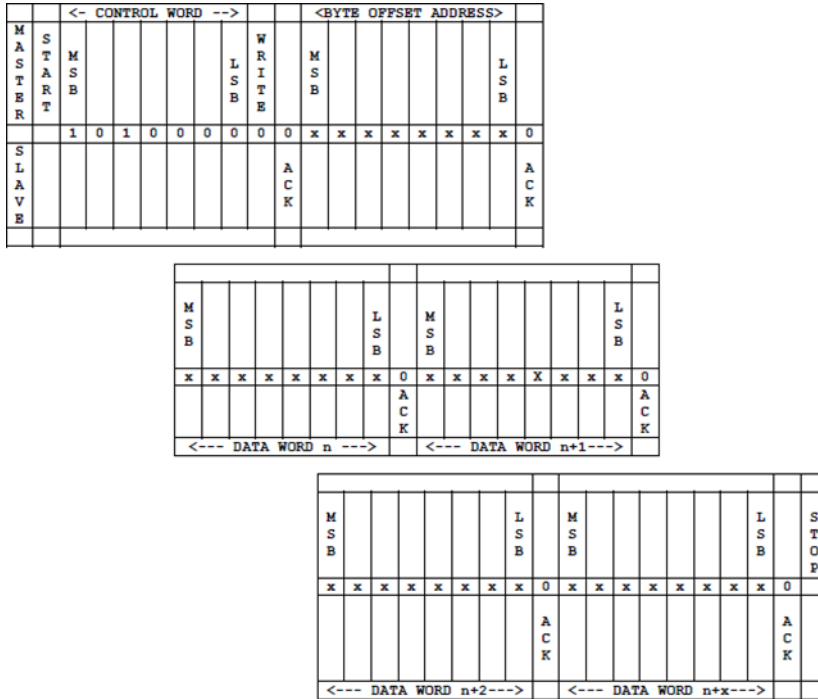 <- CONTROL WORD --> <BYTE OFFSET ADDRESS>
MASTER START MSB LSB WRITE MSB LSB
1 0 1 0 0 0 0 0 0 x x x x x x x x 0
SLAVE ACK ACK
MSB LSB MSB LSB
x x x x x x x x 0 x x x x X x x x 0
ACK ACK
<--- DATA WORD n ---> <--- DATA WORD n+1--->
MSB LSB MSB LSB STOP
x x x x x x x x 0 x x x x x x x x 0
ACK ACK
<--- DATA WORD n+2---> <--- DATA WORD n+x--->